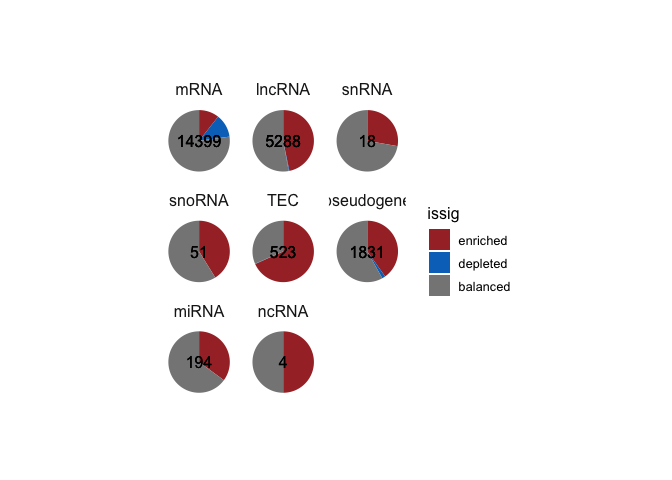 mRNA
lncRNA
snRNA
14399
5288
18
snoRNA
TEC
pseudogene
51
523
1831
miRNA
ncRNA
194
4
issig
enriched
depleted
balanced